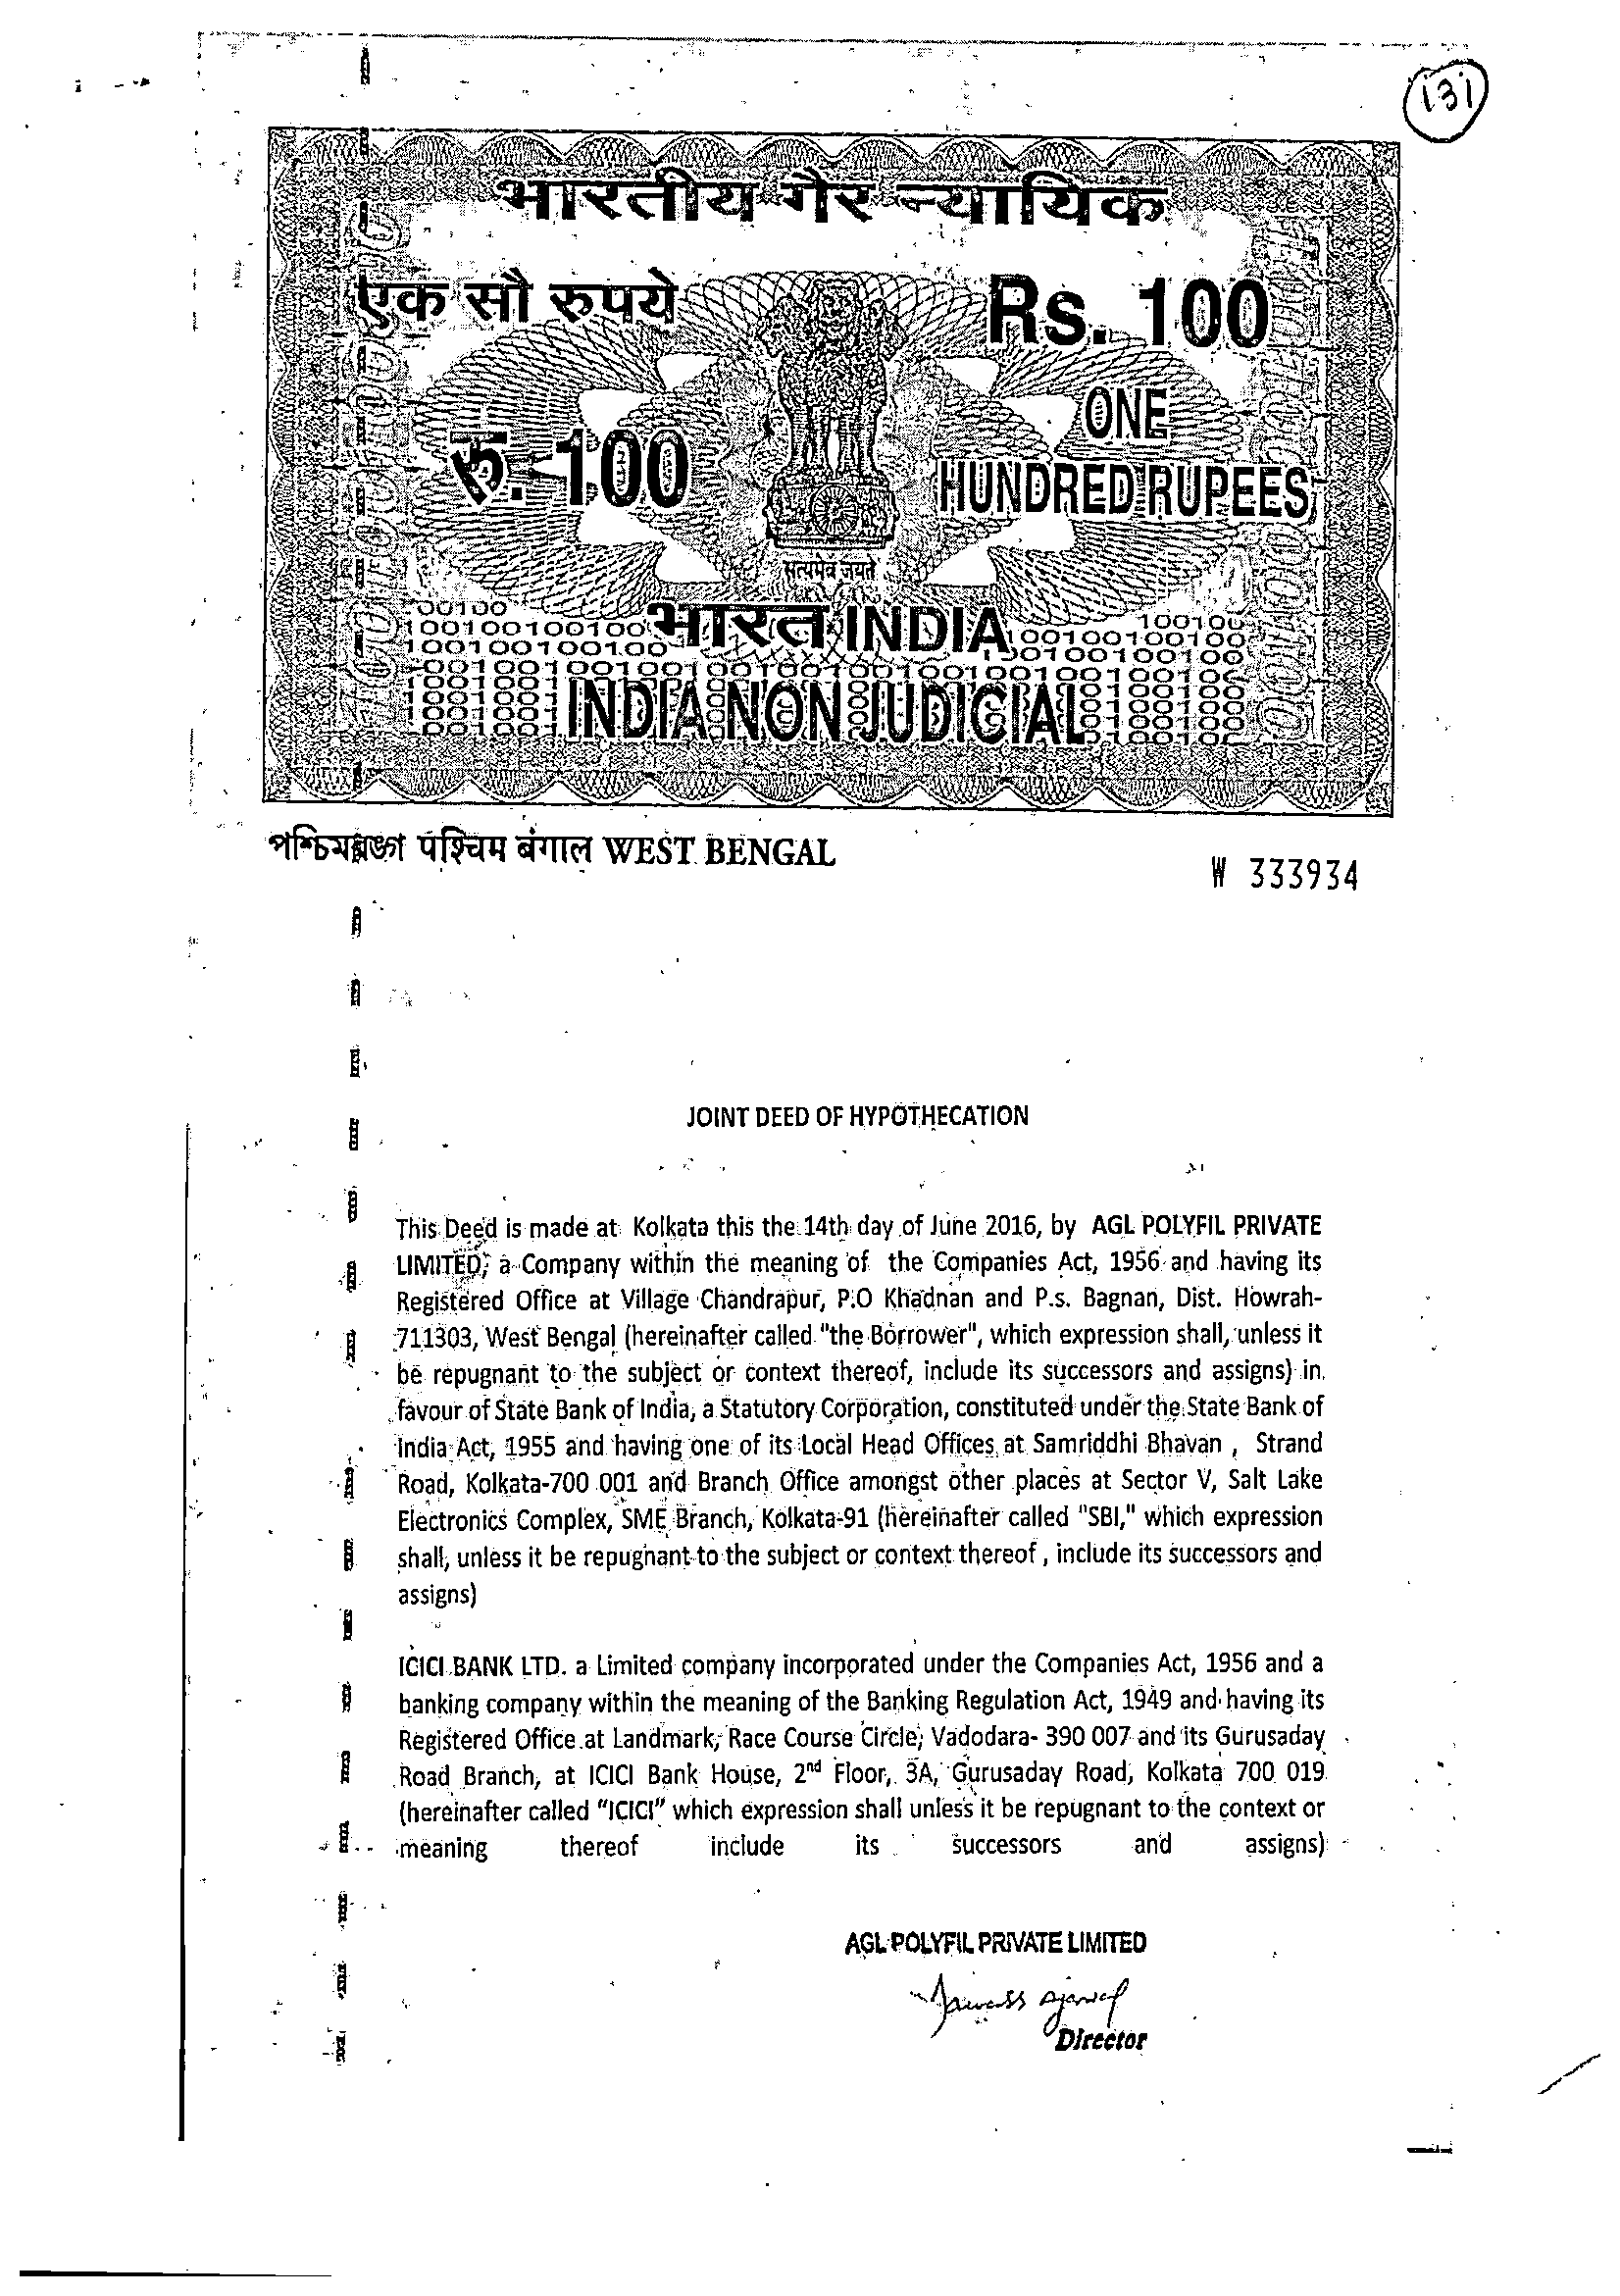 131
भारतीय गैर न्यायिक
एक सौ रुपये
Rs. 100
रु. 100
ONE
HUNDRED RUPEES
सत्यमेव जयते
भारत INDIA
INDIA NON JUDICIAL
পশ্চিমবঙ্গ पश्चिम बंगाल WEST BENGAL
W 333934
JOINT DEED OF HYPOTHECATION
This Deed is made at Kolkata this the 14th day of June 2016, by AGL POLYFIL PRIVATE
LIMITED, a Company within the meaning of the Companies Act, 1956 and having its
Registered Office at Village Chandrapur, P.O Khadnan and P.s. Bagnan, Dist. Howrah-
711303, West Bengal (hereinafter called "the Borrower", which expression shall, unless it
be repugnant to the subject or context thereof, include its successors and assigns) in
favour of State Bank of India, a Statutory Corporation, constituted under the State Bank of
India Act, 1955 and having one of its Local Head Offices at Samriddhi Bhavan , Strand
Road, Kolkata-700 001 and Branch Office amongst other places at Sector V, Salt Lake
Electronics Complex, SME Branch, Kolkata-91 (hereinafter called "SBI," which expression
shall, unless it be repugnant to the subject or context thereof , include its successors and
assigns)
ICICI BANK LTD. a Limited company incorporated under the Companies Act, 1956 and a
banking company within the meaning of the Banking Regulation Act, 1949 and having its
Registered Office at Landmark, Race Course Circle, Vadodara- 390 007 and its Gurusaday
Road Branch, at ICICI Bank House, 2nd Floor, 3A, Gurusaday Road, Kolkata 700 019
(hereinafter called "ICICI" which expression shall unless it be repugnant to the context or
meaning thereof include its successors and assigns)
AGL POLYFIL PRIVATE LIMITED
Director